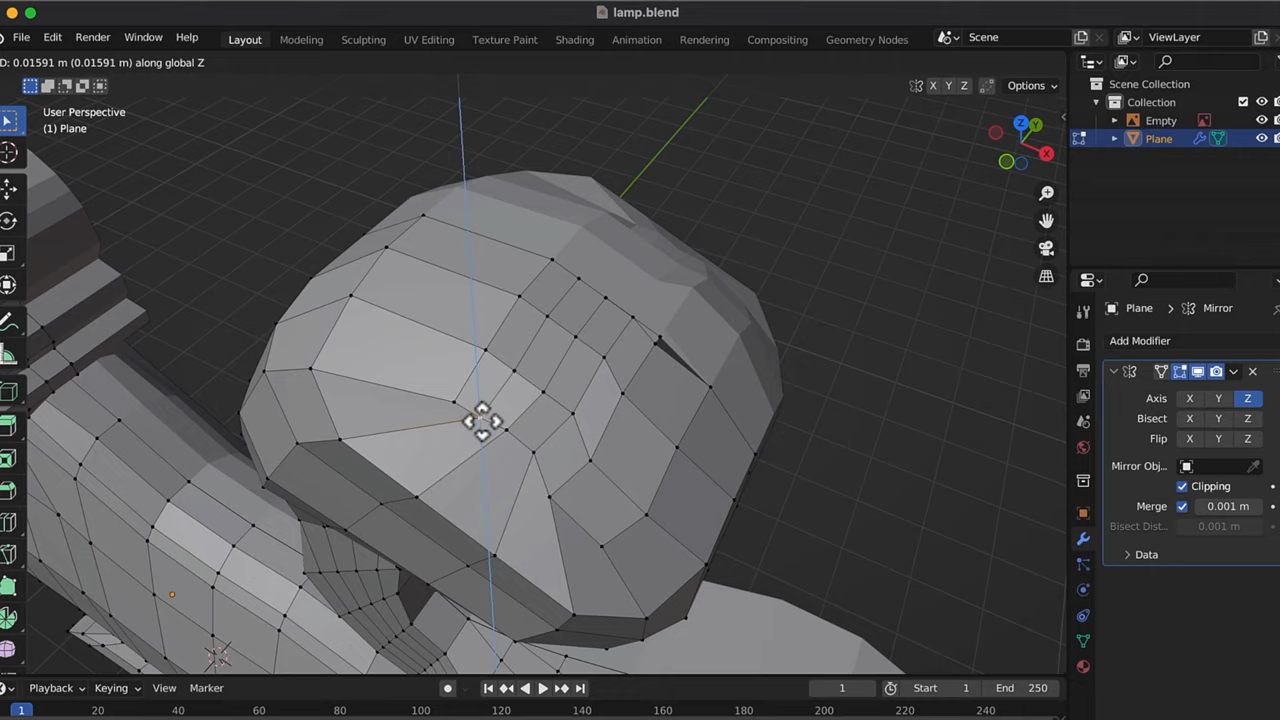 lamp.blend
File Edit Render Window Help
Layout Modeling Sculpting UV Editing Texture Paint Shading Animation Rendering Compositing Geometry Nodes
Scene ViewLayer
D: 0.01591 m (0.01591 m) along global Z
X Y Z Options
User Perspective
(1) Plane
Z Y X
Scene Collection
Collection
Empty
Plane
Plane > Mirror
Add Modifier
Axis X Y Z
Bisect X Y Z
Flip X Y Z
Mirror Obj...
Clipping
Merge 0.001 m
Bisect Dist... 0.001 m
Data
Playback Keying View Marker 1 Start 1 End 250
1 20 40 60 80 100 120 140 160 180 200 220 240